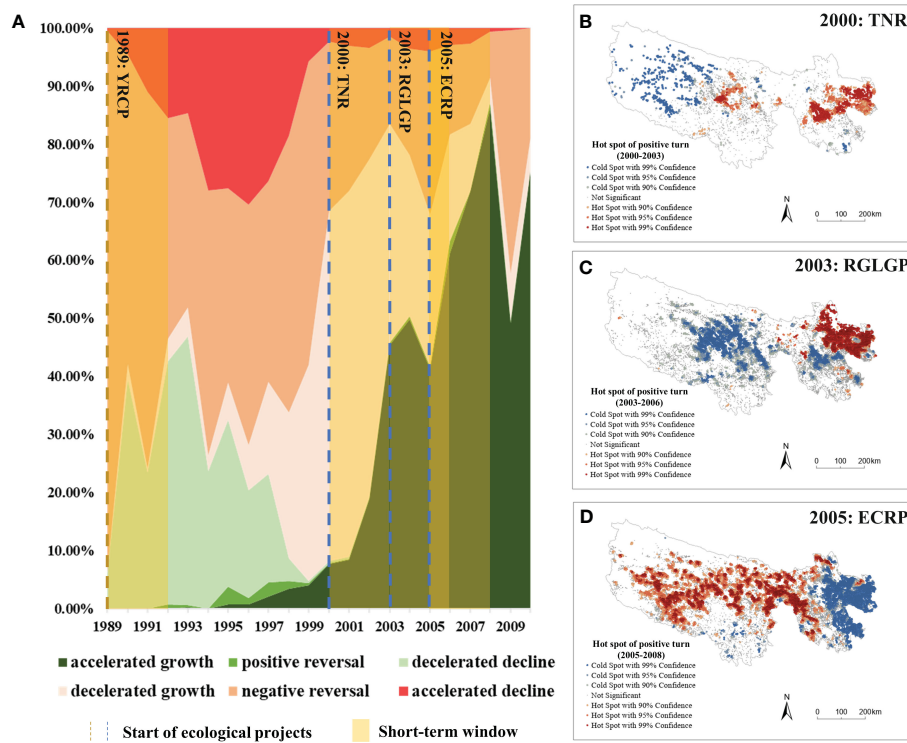 A
100.00%
90.00%
80.00%
70.00%
60.00%
50.00%
40.00%
30.00%
20.00%
10.00%
0.00%
1989: YRCP
2000: TNR
2003: RGLGP
2005: ECRP
1989 1991 1993 1995 1997 1999 2001 2003 2005 2007 2009
accelerated growth positive reversal decelerated decline
decelerated growth negative reversal accelerated decline
Start of ecological projects Short-term window
B
2000: TNR
Hot spot of positive turn
(2000-2003)
Cold Spot with 99% Confidence
Cold Spot with 95% Confidence
Cold Spot with 90% Confidence
Not Significant
Hot Spot with 90% Confidence
Hot Spot with 95% Confidence
Hot Spot with 99% Confidence
N
0 100 200km
C
2003: RGLGP
Hot spot of positive turn
(2003-2006)
Cold Spot with 99% Confidence
Cold Spot with 95% Confidence
Cold Spot with 90% Confidence
Not Significant
Hot Spot with 90% Confidence
Hot Spot with 95% Confidence
Hot Spot with 99% Confidence
N
0 100 200km
D
2005: ECRP
Hot spot of positive turn
(2005-2008)
Cold Spot with 99% Confidence
Cold Spot with 95% Confidence
Cold Spot with 90% Confidence
Not Significant
Hot Spot with 90% Confidence
Hot Spot with 95% Confidence
Hot Spot with 99% Confidence
N
0 100 200km